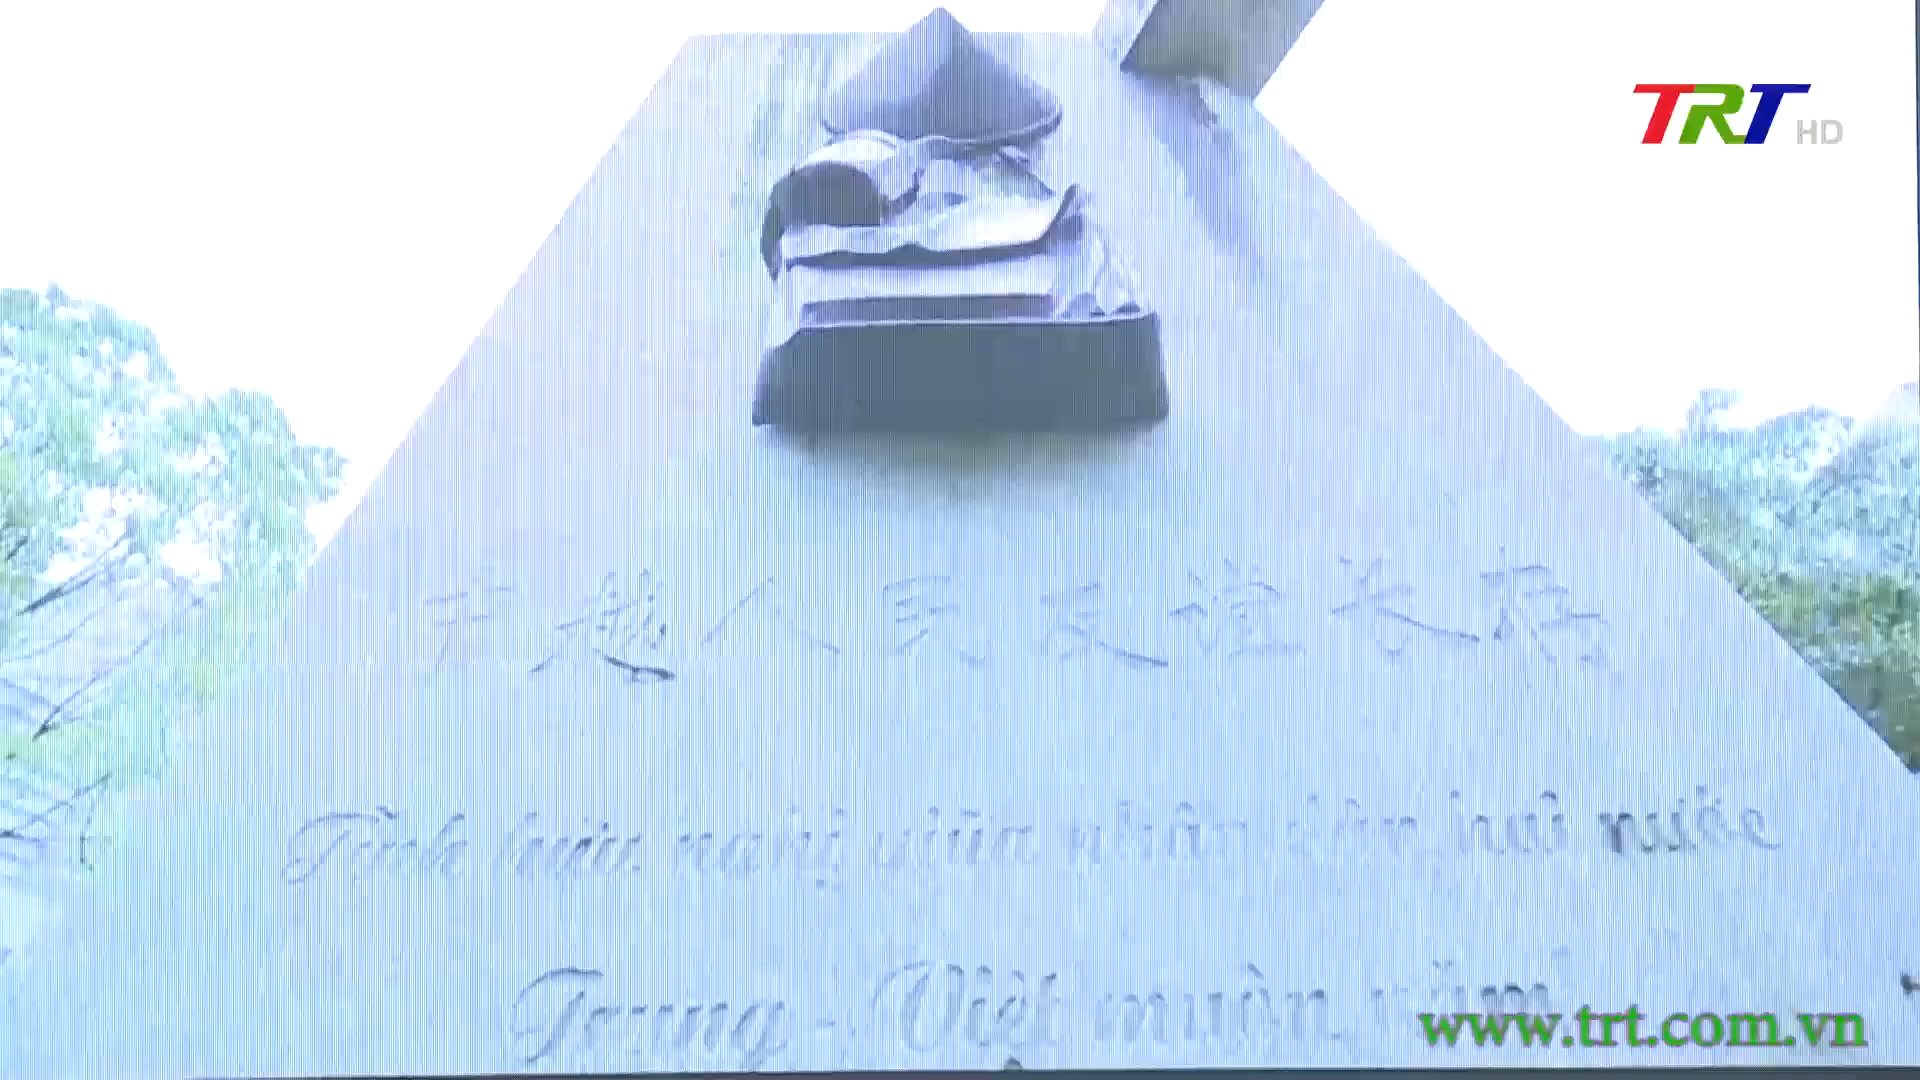 TRT HD
中越人民友谊长存
Tình hữu nghị giữa nhân dân hai nước
Trung - Việt muôn năm
www.trt.com.vn